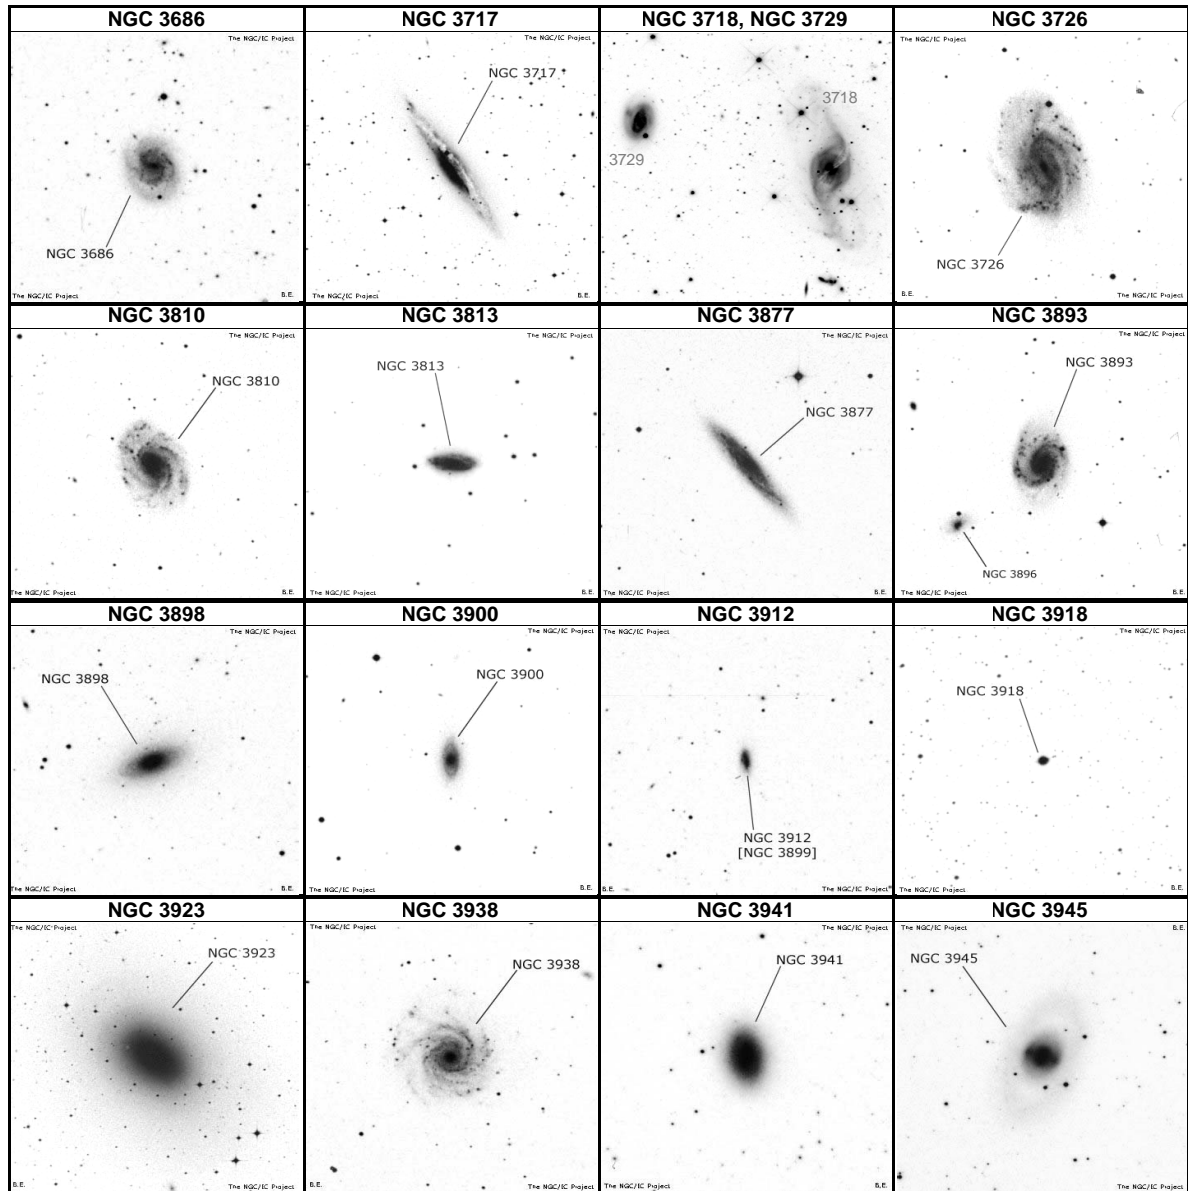 NGC 3686
NGC 3717
NGC 3718, NGC 3729
NGC 3726
The NGC/IC Project
NGC 3686
The NGC/IC Project
B.E.
The NGC/IC Project
NGC 3717
The NGC/IC Project
B.E.
3718
3729
The NGC/IC Project
NGC 3726
B.E.
The NGC/IC Project
NGC 3810
NGC 3813
NGC 3877
NGC 3893
The NGC/IC Project
NGC 3810
The NGC/IC Project
B.E.
The NGC/IC Project
NGC 3813
The NGC/IC Project
B.E.
The NGC/IC Project
NGC 3877
The NGC/IC Project
B.E.
The NGC/IC Project
NGC 3893
NGC 3896
The NGC/IC Project
B.E.
NGC 3898
NGC 3900
NGC 3912
NGC 3918
The NGC/IC Project
NGC 3898
The NGC/IC Project
B.E.
The NGC/IC Project
NGC 3900
The NGC/IC Project
B.E.
The NGC/IC Project
NGC 3912
[NGC 3899]
B.E.
The NGC/IC Project
The NGC/IC Project
NGC 3918
The NGC/IC Project
B.E.
NGC 3923
NGC 3938
NGC 3941
NGC 3945
The NGC/IC Project
NGC 3923
B.E.
The NGC/IC Project
The NGC/IC Project
NGC 3938
B.E.
The NGC/IC Project
The NGC/IC Project
NGC 3941
The NGC/IC Project
B.E.
The NGC/IC Project
B.E.
NGC 3945
The NGC/IC Project